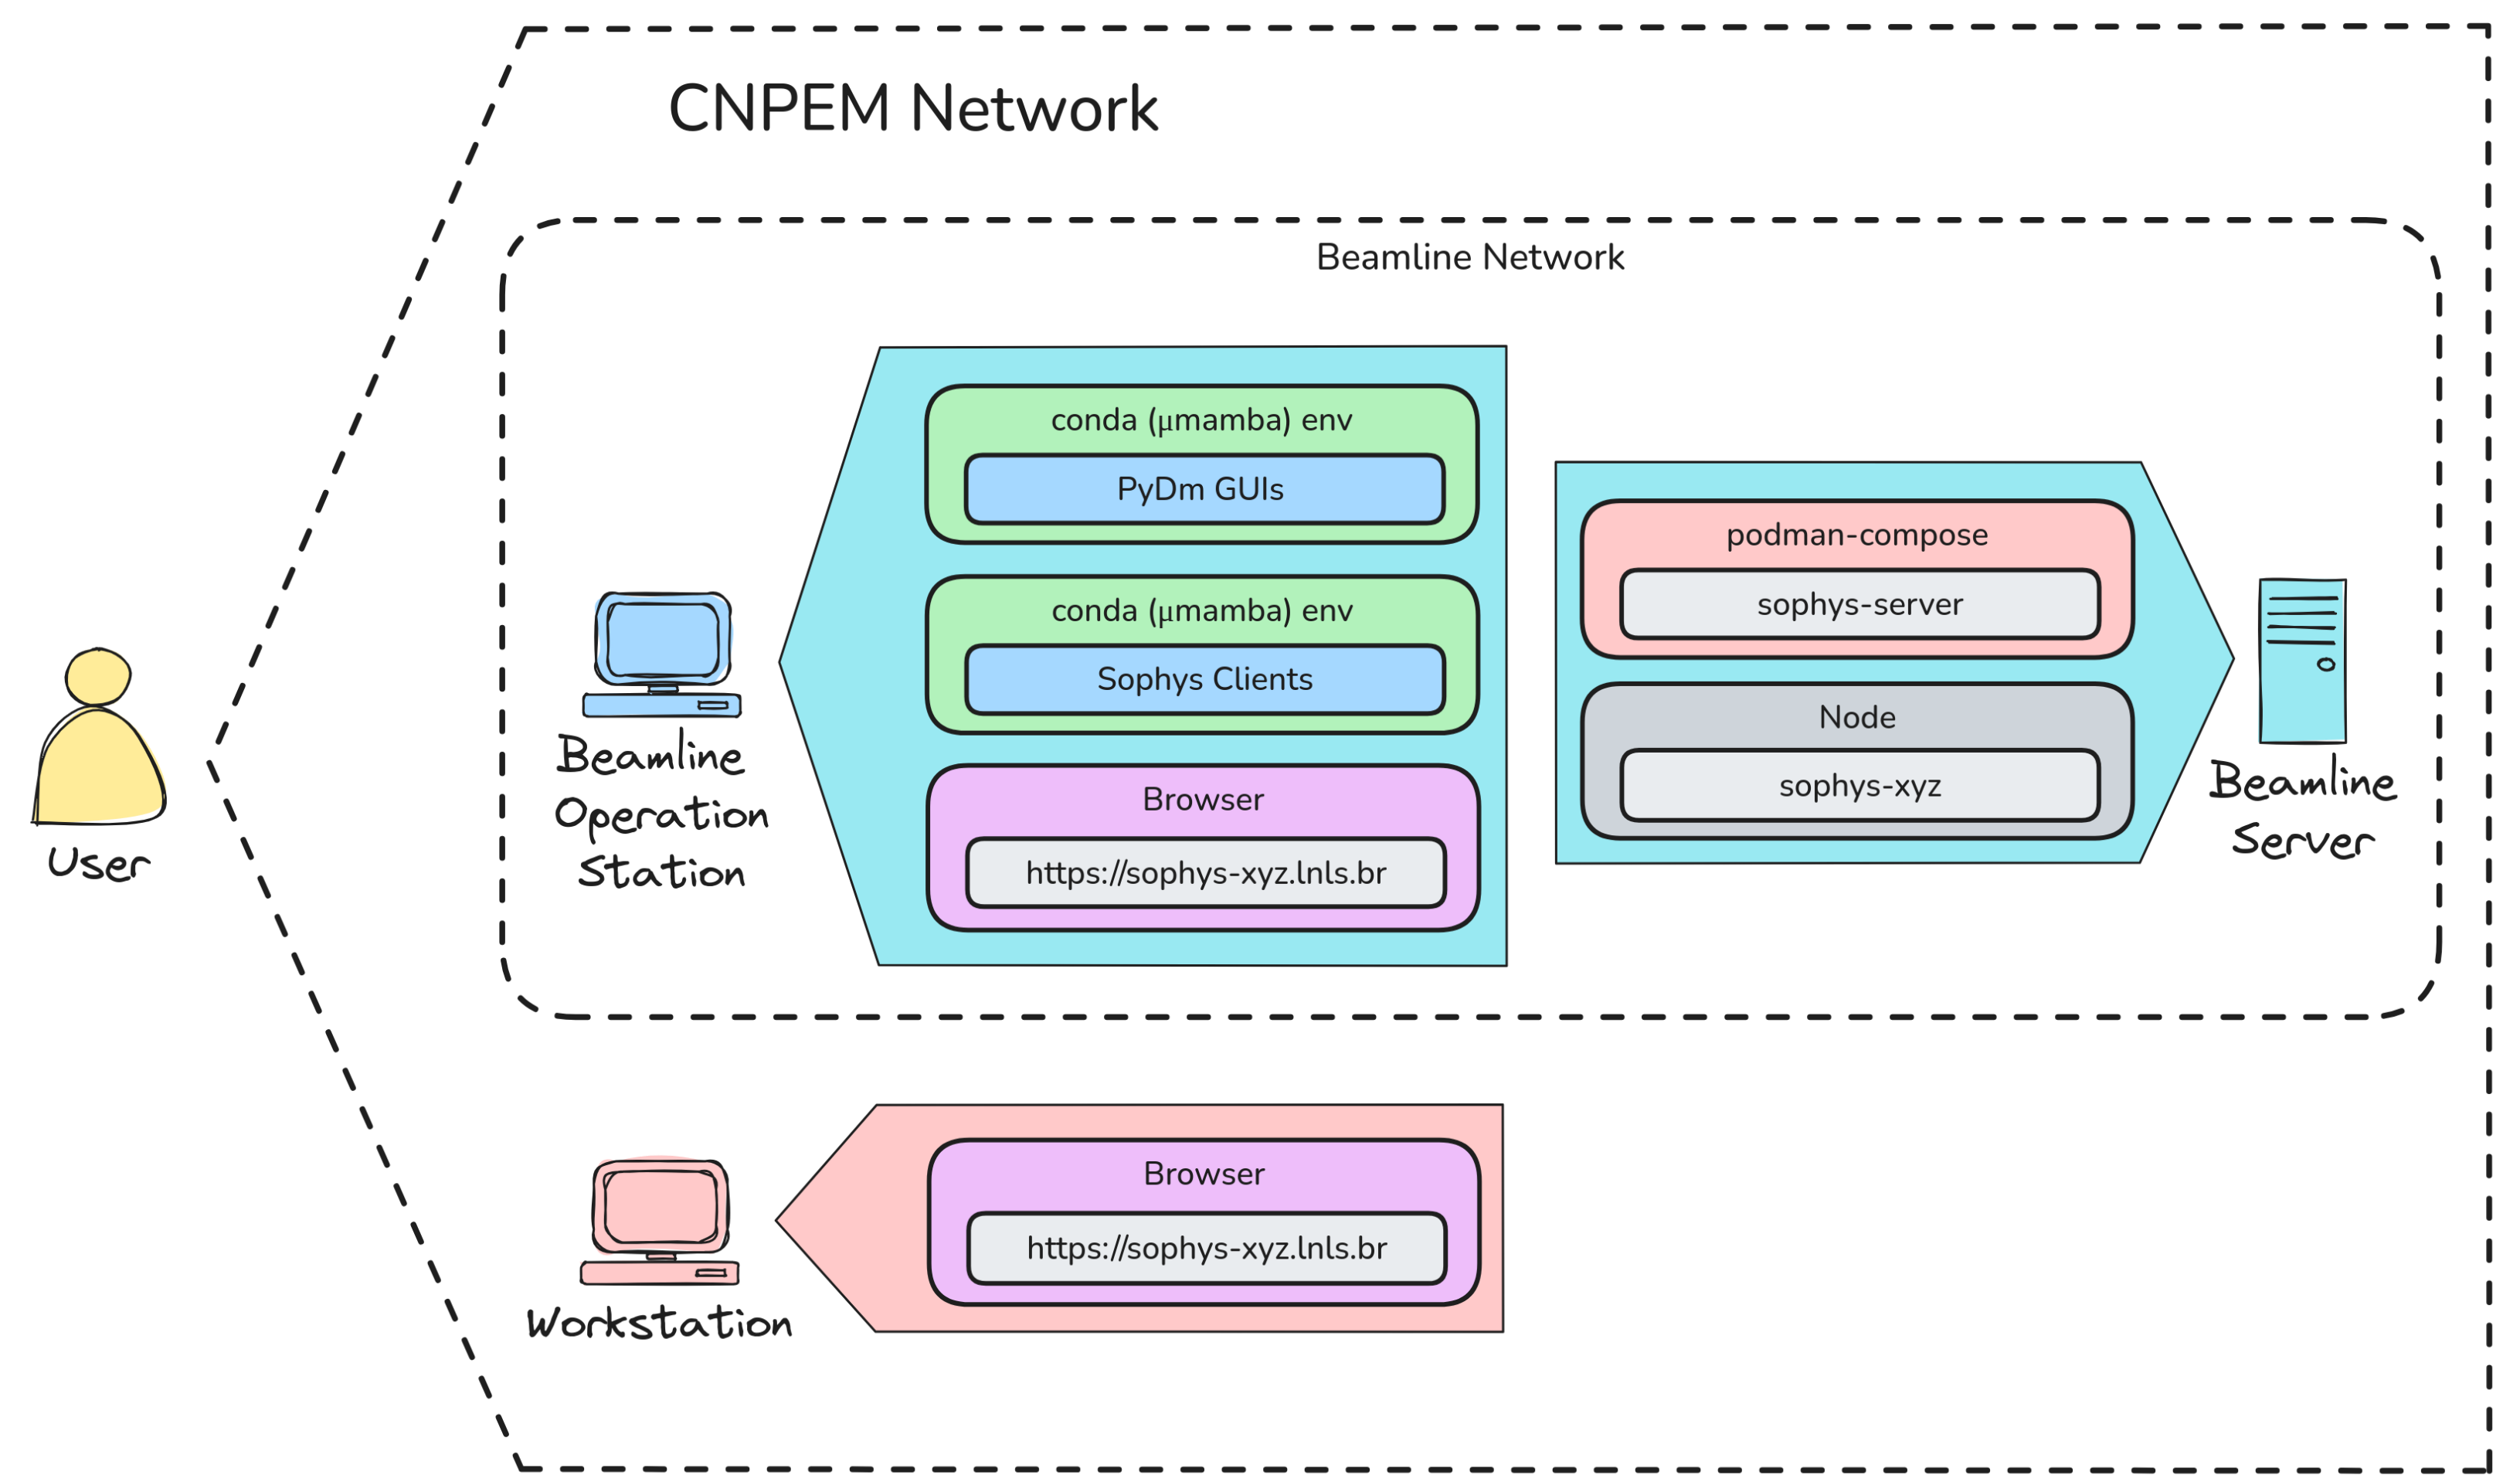 CNPEM Network
Beamline Network
conda (μmamba) env
PyDm GUIs
conda (μmamba) env
Sophys Clients
Browser
https://sophys-xyz.lnls.br
podman-compose
sophys-server
Node
sophys-xyz
User
Beamline
Operation
Station
Beamline
Server
Browser
https://sophys-xyz.lnls.br
Workstation